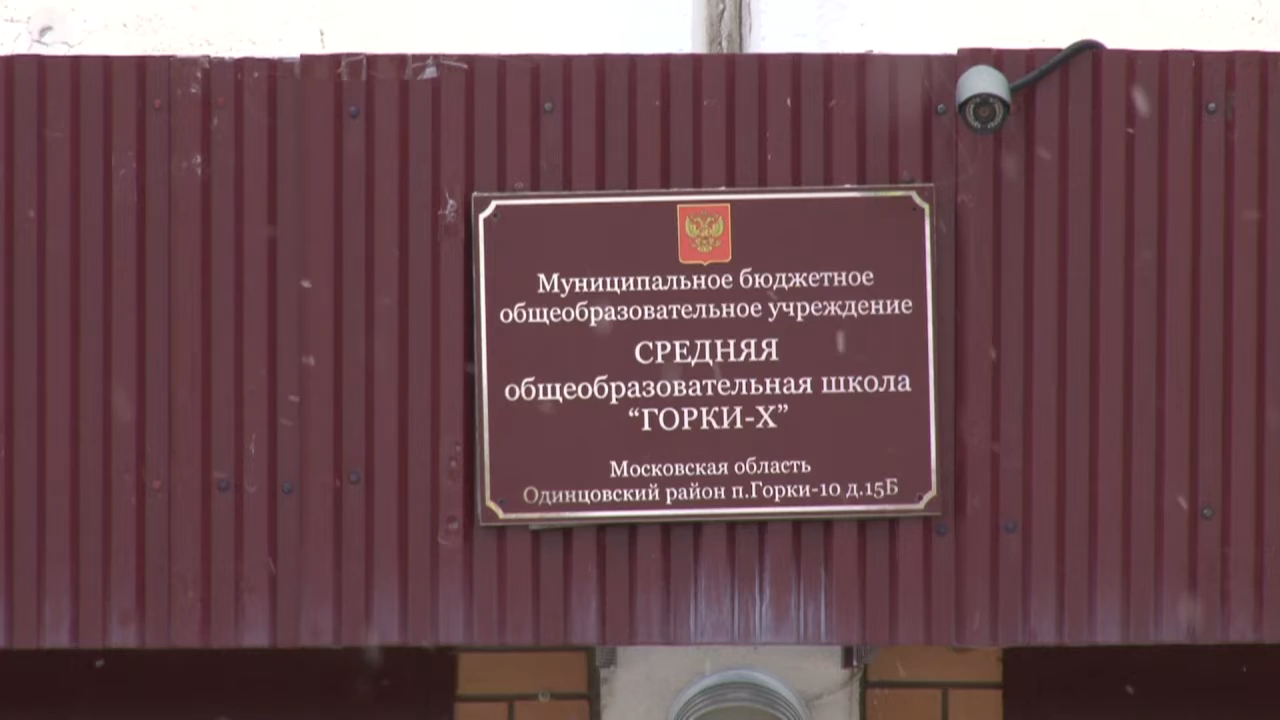 Муниципальное бюджетное
общеобразовательное учреждение
СРЕДНЯЯ
общеобразовательная школа
“ГОРКИ-X”
Московская область
Одинцовский район п.Горки-10 д.15Б